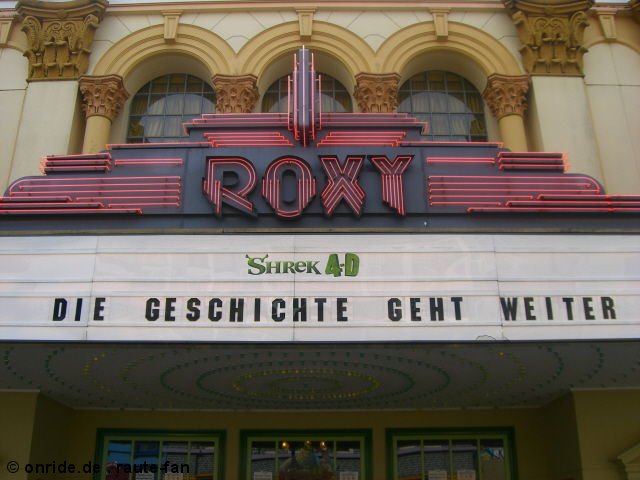 ROXY
SHREK 4-D
DIE GESCHICHTE GEHT WEITER
© onride.de . raute-fan